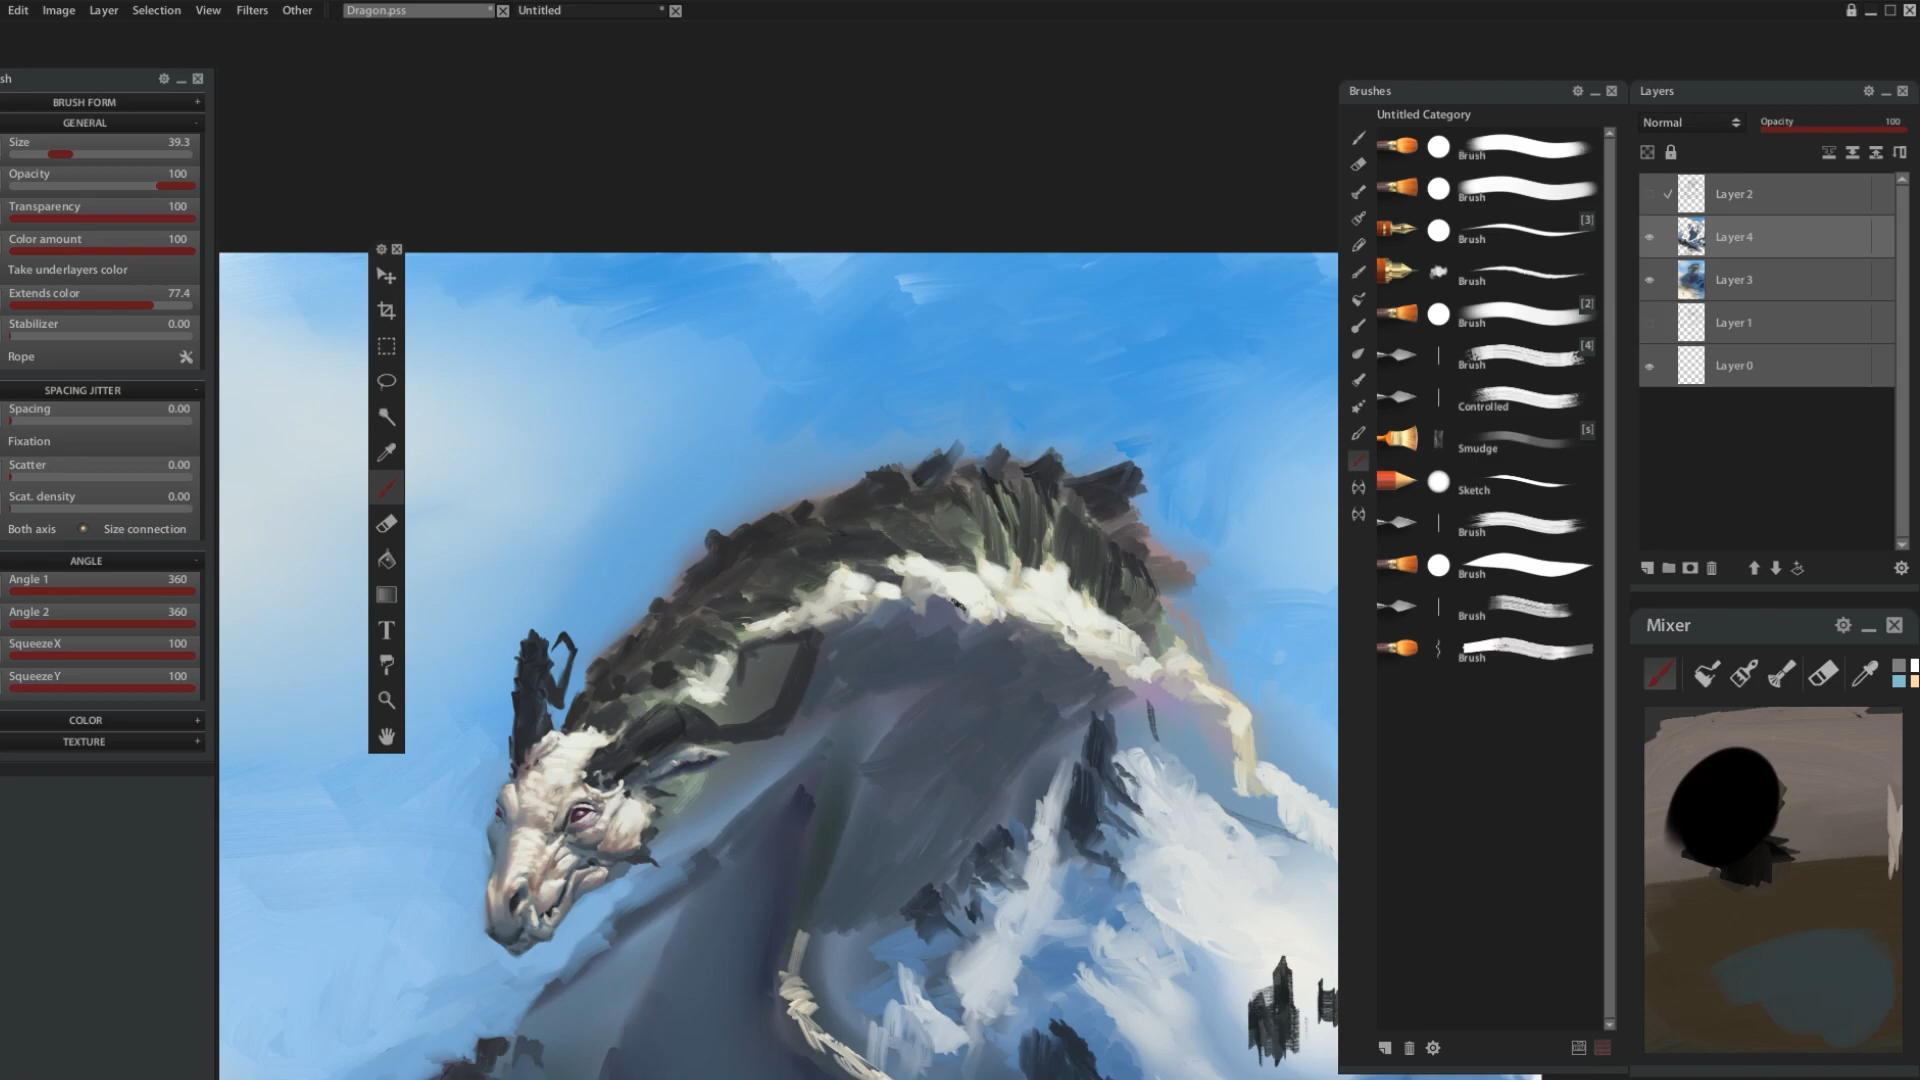 Edit Image Layer Selection View Filters Other Dragon.pss * Untitled *
sh
BRUSH FORM +
GENERAL -
Size 39.3
Opacity 100
Transparency 100
Color amount 100
Take underlayers color
Extends color 77.4
Stabilizer 0.00
Rope
SPACING JITTER -
Spacing 0.00
Fixation
Scatter 0.00
Scat. density 0.00
Both axis Size connection
ANGLE -
Angle 1 360
Angle 2 360
SqueezeX 100
SqueezeY 100
COLOR +
TEXTURE +
T
Brushes
Untitled Category
Brush
Brush
[3]
Brush
Brush
[2]
Brush
[4]
Brush
Controlled
[s]
Smudge
Sketch
Brush
Brush
Brush
Brush
Layers
Normal Opacity 100
Layer 2
Layer 4
Layer 3
Layer 1
Layer 0
Mixer